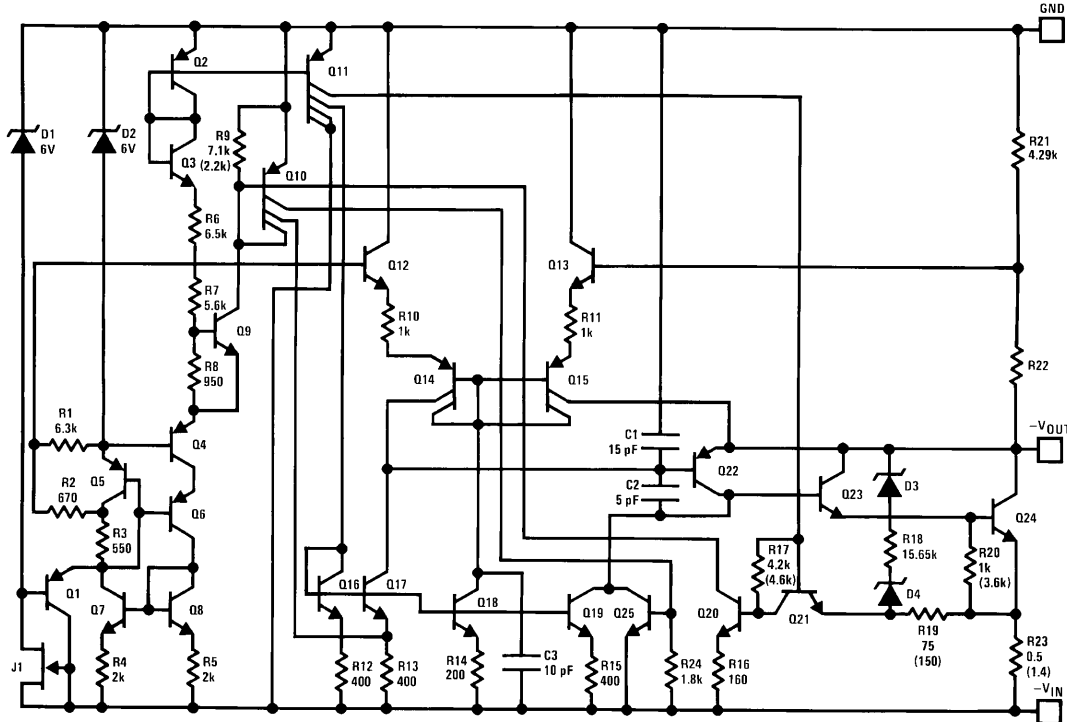 GND
Q2
Q11
D1
6V
D2
6V
R9
7.1k
(2.2k)
Q3
Q10
R21
4.29k
R6
6.5k
Q12
Q13
R7
5.6k
Q9
R10
1k
R11
1k
R8
950
Q14
Q15
R22
R1
6.3k
Q4
C1
15 pF
-VOUT
Q5
Q22
R2
670
C2
5 pF
Q23
D3
Q6
Q24
R3
550
R17
4.2k
(4.6k)
R18
15.65k
R20
1k
(3.6k)
Q1
Q7
Q8
Q16
Q17
Q18
Q19
Q25
Q20
Q21
D4
R19
75
(150)
J1
R4
2k
R5
2k
R12
400
R13
400
R14
200
C3
10 pF
R15
400
R24
1.8k
R16
160
R23
0.5
(1.4)
-VIN